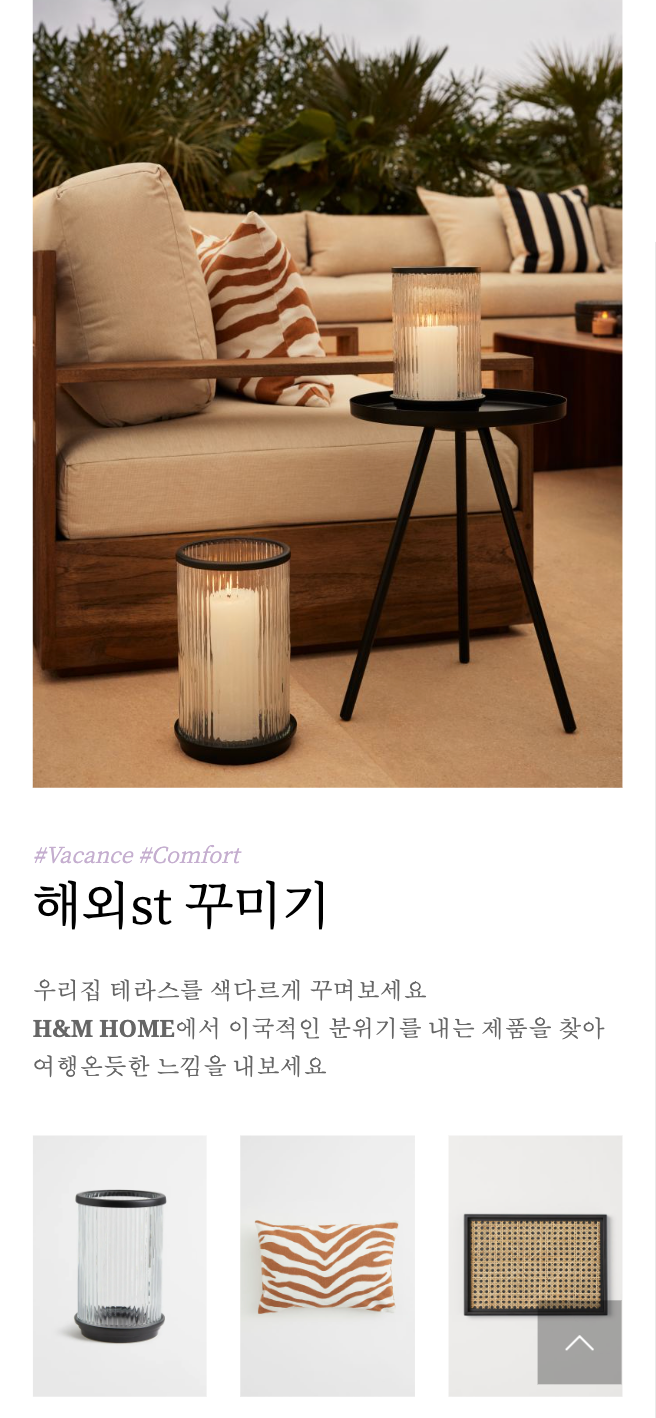 #Vacance #Comfort
해외st 꾸미기
우리집 테라스를 색다르게 꾸며보세요
H&M HOME에서 이국적인 분위기를 내는 제품을 찾아
여행온듯한 느낌을 내보세요